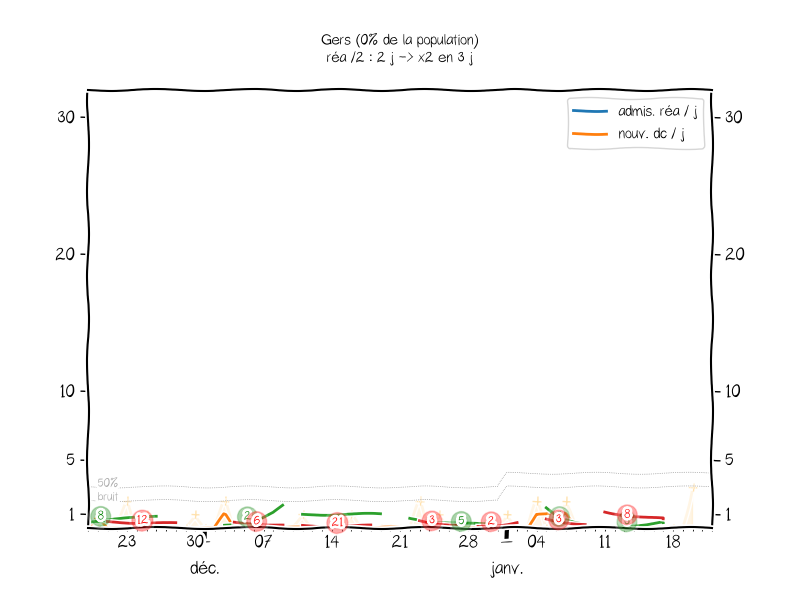 Gers (0% de la population)
réa /2 : 2 j -> x2 en 3 j
admis. réa / j
nouv. dc / j
30 30
20 20
10 10
5 5
50%
bruit
1 1
8 12 2 6 21 3 5 2 3 8
23 30 07 14 21 28 04 11 18
déc. janv.